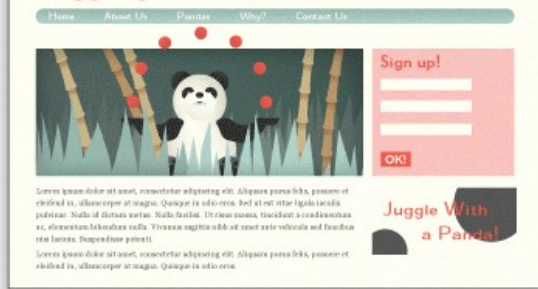 Home About Us Pandas Why? Contact Us
Sign up!
OK!
Lorem ipsum dolor sit amet, consectetur adipiscing elit. Aliquam purus felis, posuere et
eleifend in, ullamcorper at magna. Quisque in odio eros. Sed ut est vitae ligula iaculis
pulvinar. Nulla id dictum metus. Nulla facilisi. Ut risus massa, tincidunt a condimentum
ac, elementum bibendum nulla. Vivamus sagittis nibh sit amet ante vehicula sed faucibus
nisi lacinia. Suspendisse potenti.
Lorem ipsum dolor sit amet, consectetur adipiscing elit. Aliquam purus felis, posuere et
eleifend in, ullamcorper at magna. Quisque in odio eros.
Juggle With
a Panda!